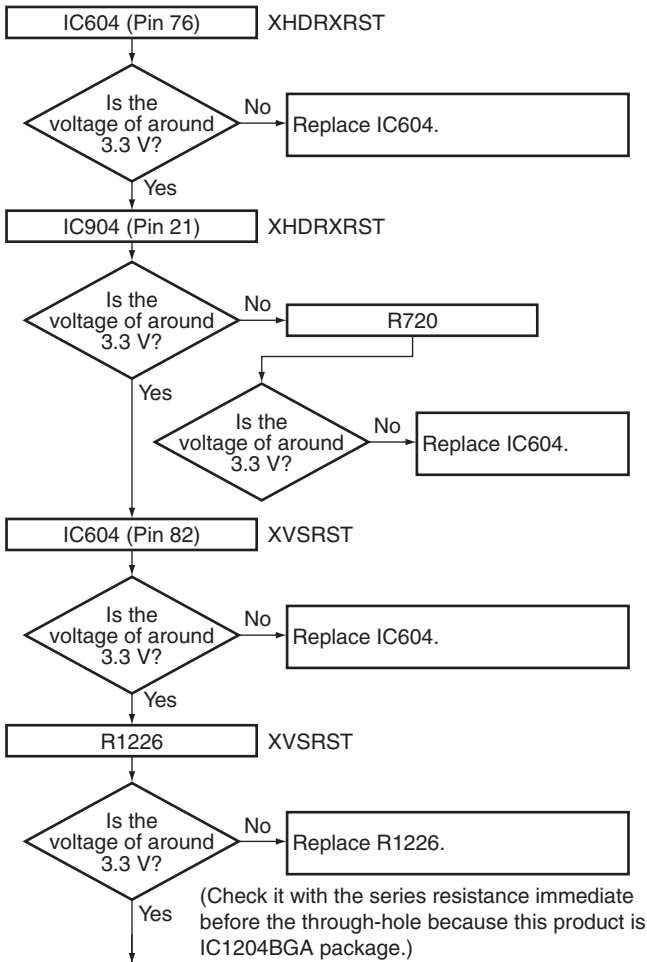 IC604 (Pin 76) XHDRXRST
Is the
voltage of around
3.3 V?
No
Replace IC604.
Yes
IC904 (Pin 21) XHDRXRST
Is the
voltage of around
3.3 V?
No
R720
Yes
Is the
voltage of around
3.3 V?
No
Replace IC604.
IC604 (Pin 82) XVSRST
Is the
voltage of around
3.3 V?
No
Replace IC604.
Yes
R1226 XVSRST
Is the
voltage of around
3.3 V?
No
Replace R1226.
Yes
(Check it with the series resistance immediate
before the through-hole because this product is
IC1204BGA package.)